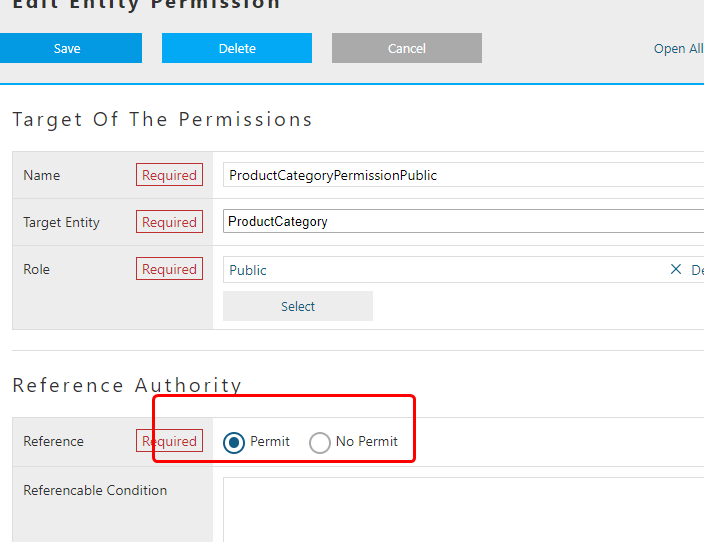 Edit Entity Permission
Save Delete Cancel Open All
Target Of The Permissions
Name Required ProductCategoryPermissionPublic
Target Entity Required ProductCategory
Role Required Public × De
Select
Reference Authority
Reference Required Permit No Permit
Referencable Condition